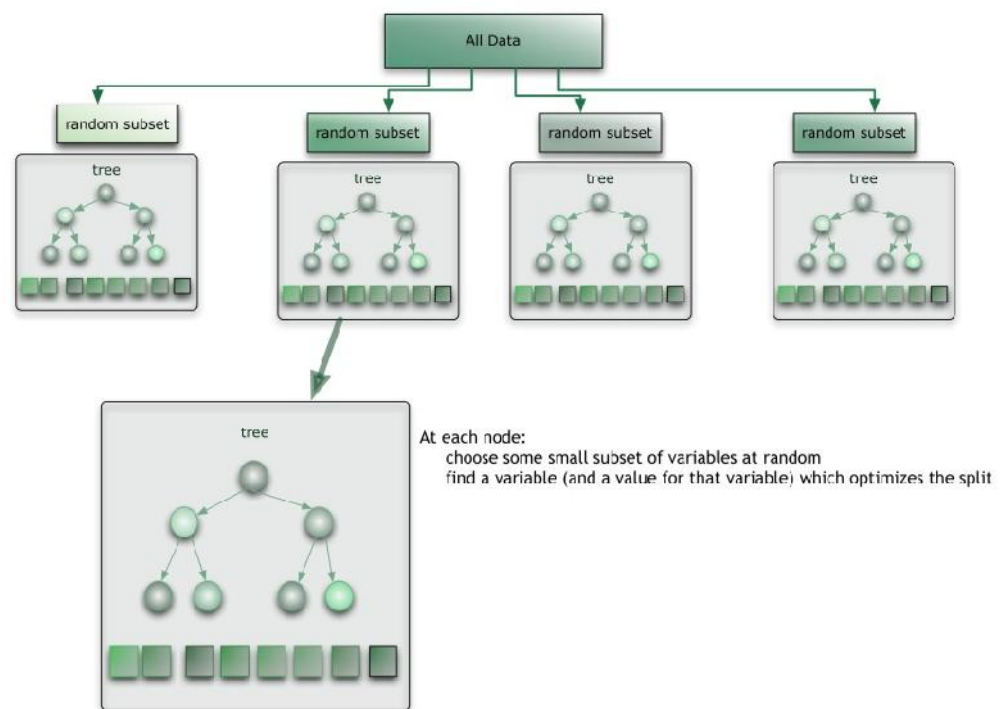 All Data
random subset
random subset
random subset
random subset
tree
tree
tree
tree
tree
At each node:
choose some small subset of variables at random
find a variable (and a value for that variable) which optimizes the split